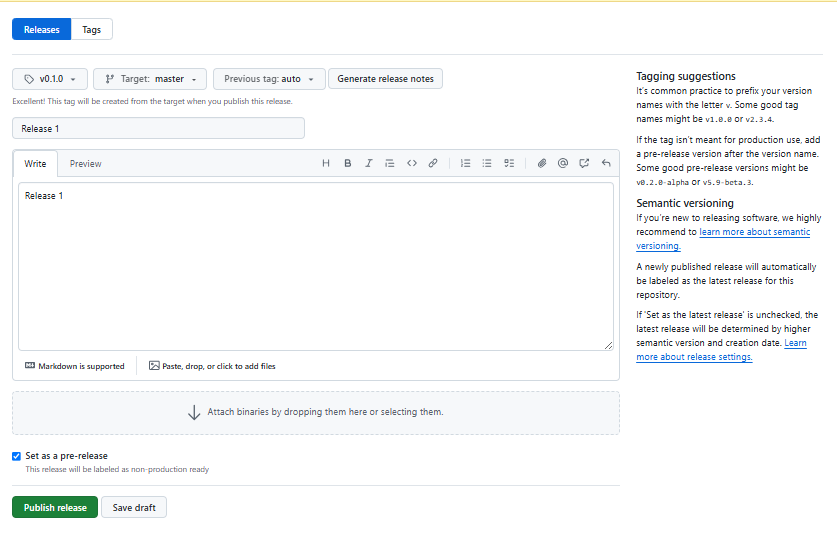 Releases Tags
v0.1.0 Target: master Previous tag: auto Generate release notes
Excellent! This tag will be created from the target when you publish this release.
Release 1
Write Preview
Release 1
Markdown is supported Paste, drop, or click to add files
Attach binaries by dropping them here or selecting them.
Set as a pre-release
This release will be labeled as non-production ready
Publish release Save draft
Tagging suggestions
It's common practice to prefix your version
names with the letter v. Some good tag
names might be v1.0.0 or v2.3.4.
If the tag isn't meant for production use, add
a pre-release version after the version name.
Some good pre-release versions might be
v0.2.0-alpha or v5.9-beta.3.
Semantic versioning
If you're new to releasing software, we highly
recommend to learn more about semantic
versioning.
A newly published release will automatically
be labeled as the latest release for this
repository.
If 'Set as the latest release' is unchecked, the
latest release will be determined by higher
semantic version and creation date. Learn
more about release settings.